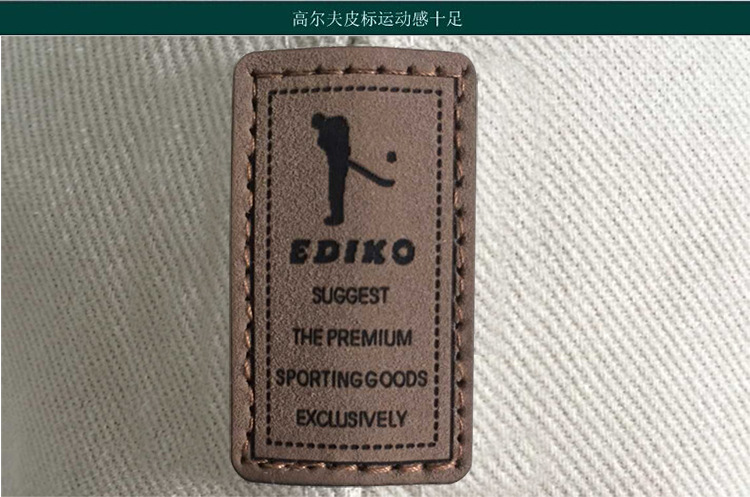 高尔夫皮标运动感十足
EDIKO
SUGGEST
THE PREMIUM
SPORTING GOODS
EXCLUSIVELY